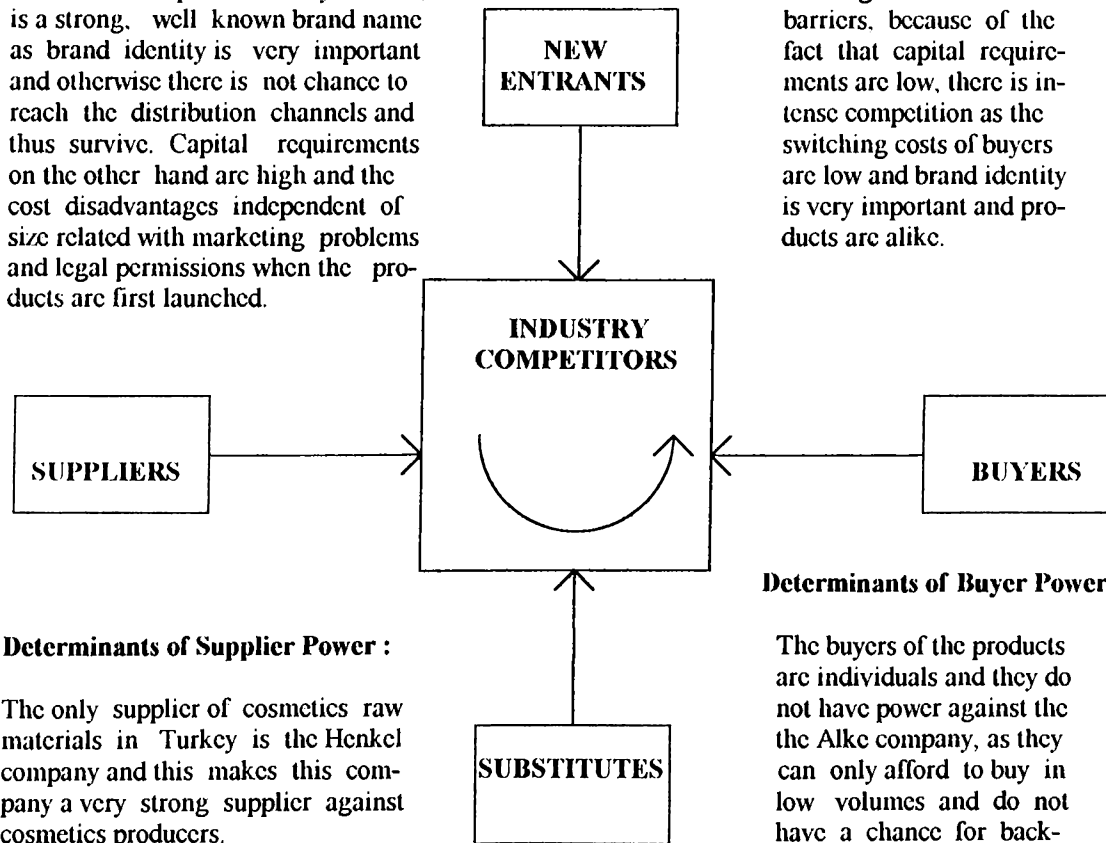 is a strong, well known brand name
as brand identity is very important
and otherwise there is not chance to
reach the distribution channels and
thus survive. Capital requirements
on the other hand are high and the
cost disadvantages independent of
size related with marketing problems
and legal permissions when the pro-
ducts are first launched.
NEW
ENTRANTS
barriers, because of the
fact that capital require-
ments are low, there is in-
tense competition as the
switching costs of buyers
are low and brand identity
is very important and pro-
ducts are alike.
INDUSTRY
COMPETITORS
SUPPLIERS
BUYERS
Determinants of Supplier Power :
The only supplier of cosmetics raw
materials in Turkey is the Henkel
company and this makes this com-
pany a very strong supplier against
cosmetics producers.
SUBSTITUTES
Determinants of Buyer Power
The buyers of the products
are individuals and they do
not have power against the
the Alke company, as they
can only afford to buy in
low volumes and do not
have a chance for back-